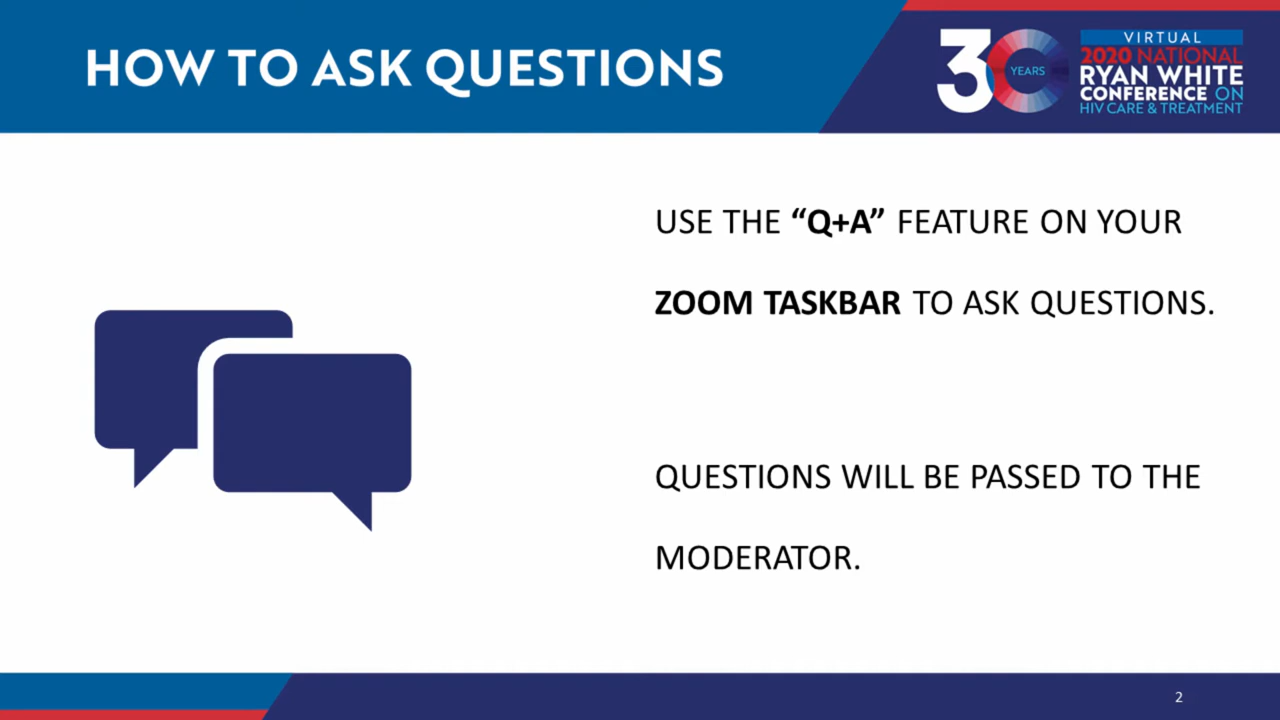 HOW TO ASK QUESTIONS
30
YEARS
VIRTUAL
2020 NATIONAL
RYAN WHITE
CONFERENCE ON
HIV CARE & TREATMENT
USE THE “Q+A” FEATURE ON YOUR
ZOOM TASKBAR TO ASK QUESTIONS.
QUESTIONS WILL BE PASSED TO THE
MODERATOR.
2